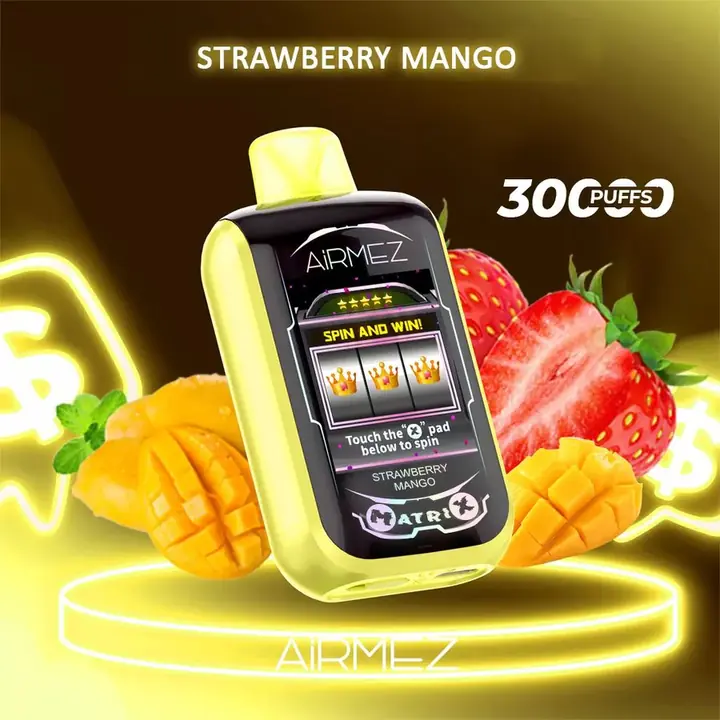 STRAWBERRY MANGO
30000
PUFFS
AiRMEZ
SPIN AND WIN!
Touch the "X" pad
below to spin
STRAWBERRY
MANGO
MATRiX
AiRMEZ
$
$